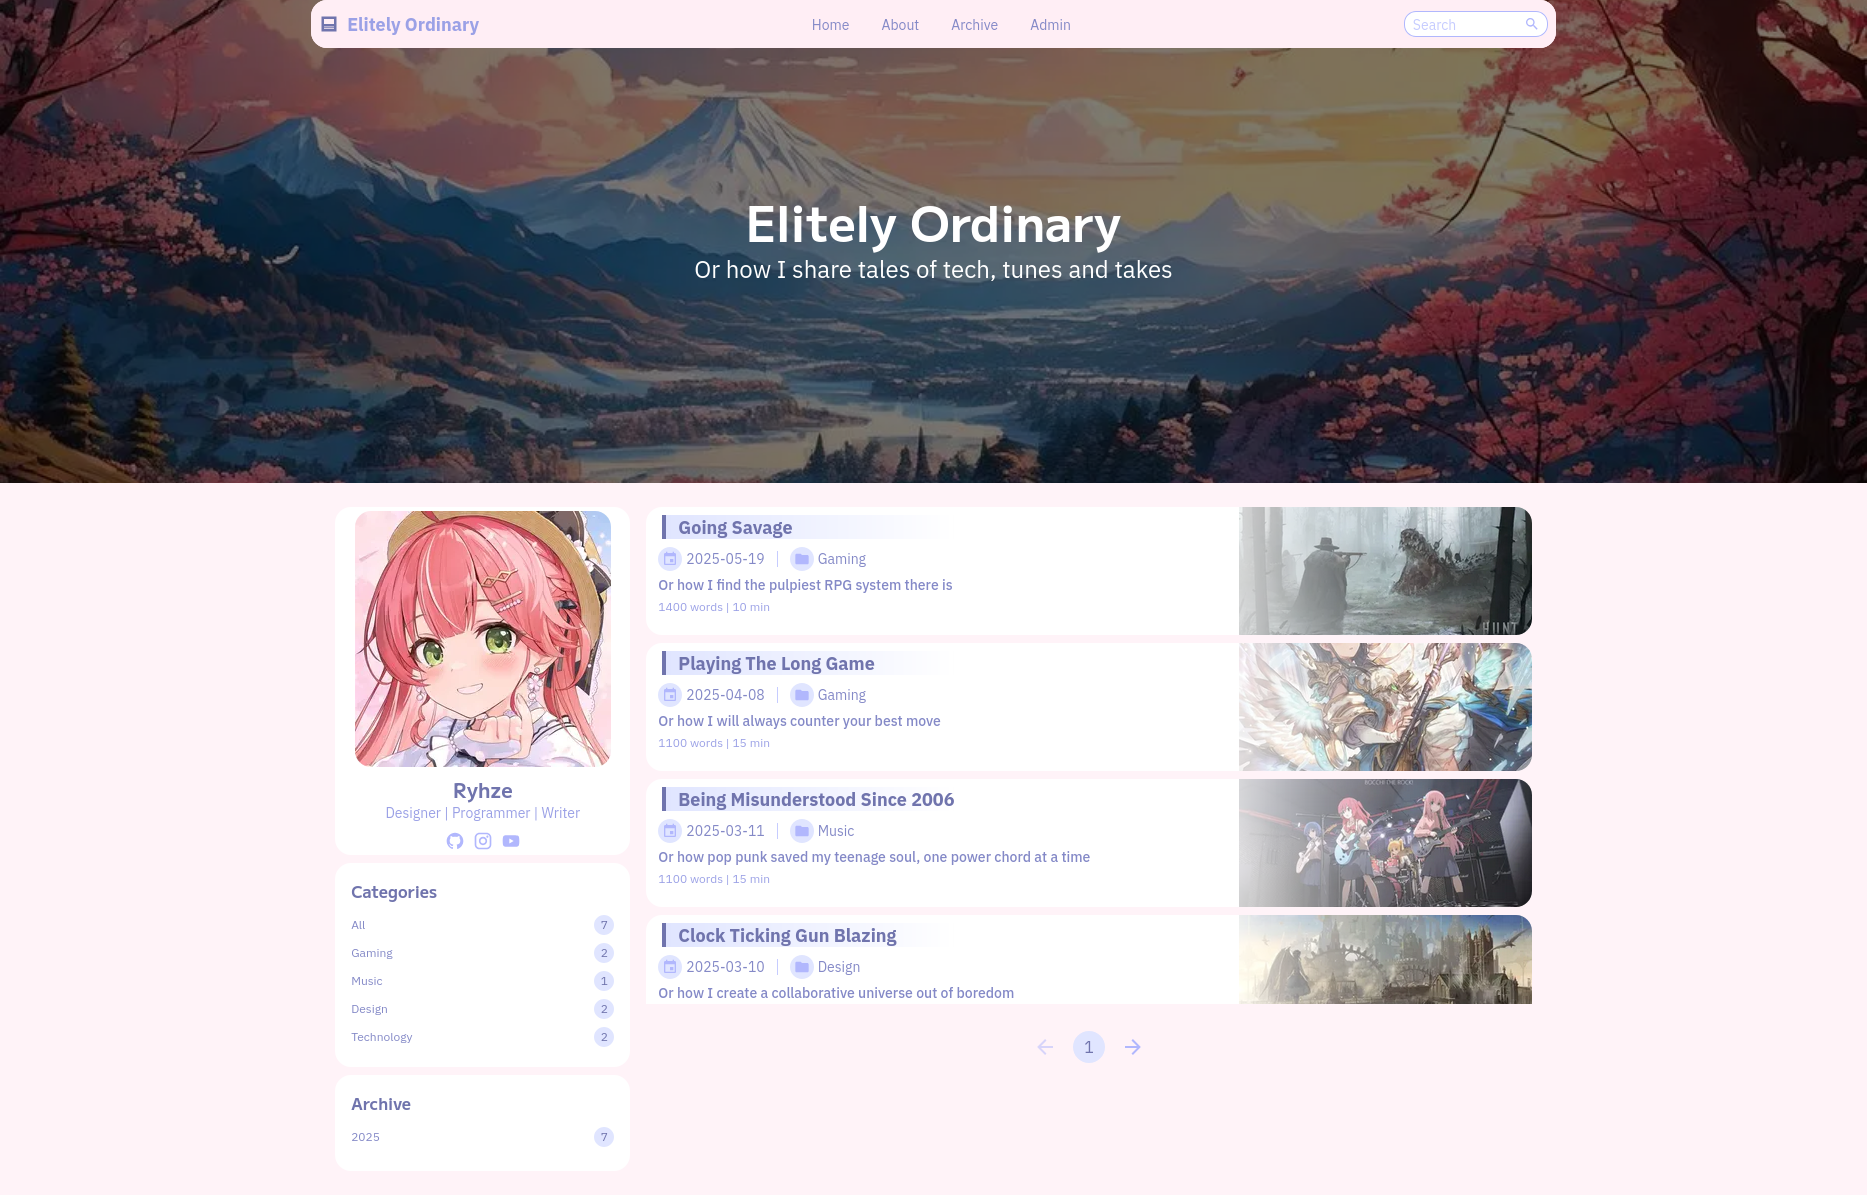 Elitely Ordinary
Home
About
Archive
Admin
Search
Elitely Ordinary
Or how I share tales of tech, tunes and takes
Ryhze
Designer | Programmer | Writer
Categories
All 7
Gaming 2
Music 1
Design 2
Technology 2
Archive
2025 7
Going Savage
2025-05-19 Gaming
Or how I find the pulpiest RPG system there is
1400 words | 10 min
HUNT
Playing The Long Game
2025-04-08 Gaming
Or how I will always counter your best move
1100 words | 15 min
Being Misunderstood Since 2006
2025-03-11 Music
Or how pop punk saved my teenage soul, one power chord at a time
1100 words | 15 min
BOCCHI THE ROCK!
Clock Ticking Gun Blazing
2025-03-10 Design
Or how I create a collaborative universe out of boredom
1